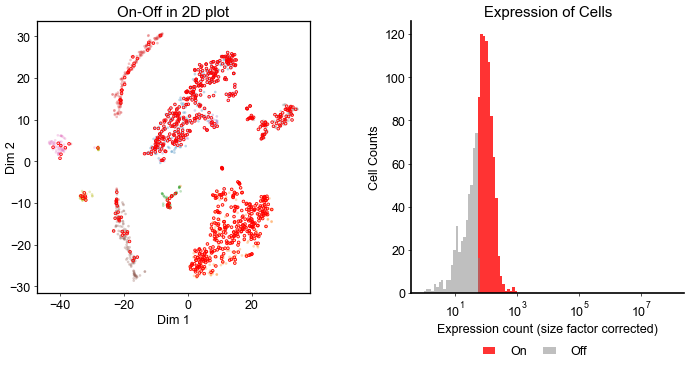 On-Off in 2D plot
30
20
10
0
−10
−20
−30
Dim 2
−40
−20
0
20
Dim 1
Expression of Cells
120
100
80
60
40
20
0
Cell Counts
10^1
10^3
10^5
10^7
Expression count (size factor corrected)
On
Off